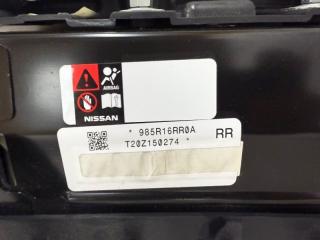 AIRBAG
NISSAN
* 985R16RR0A
T20Z150274 *
RR